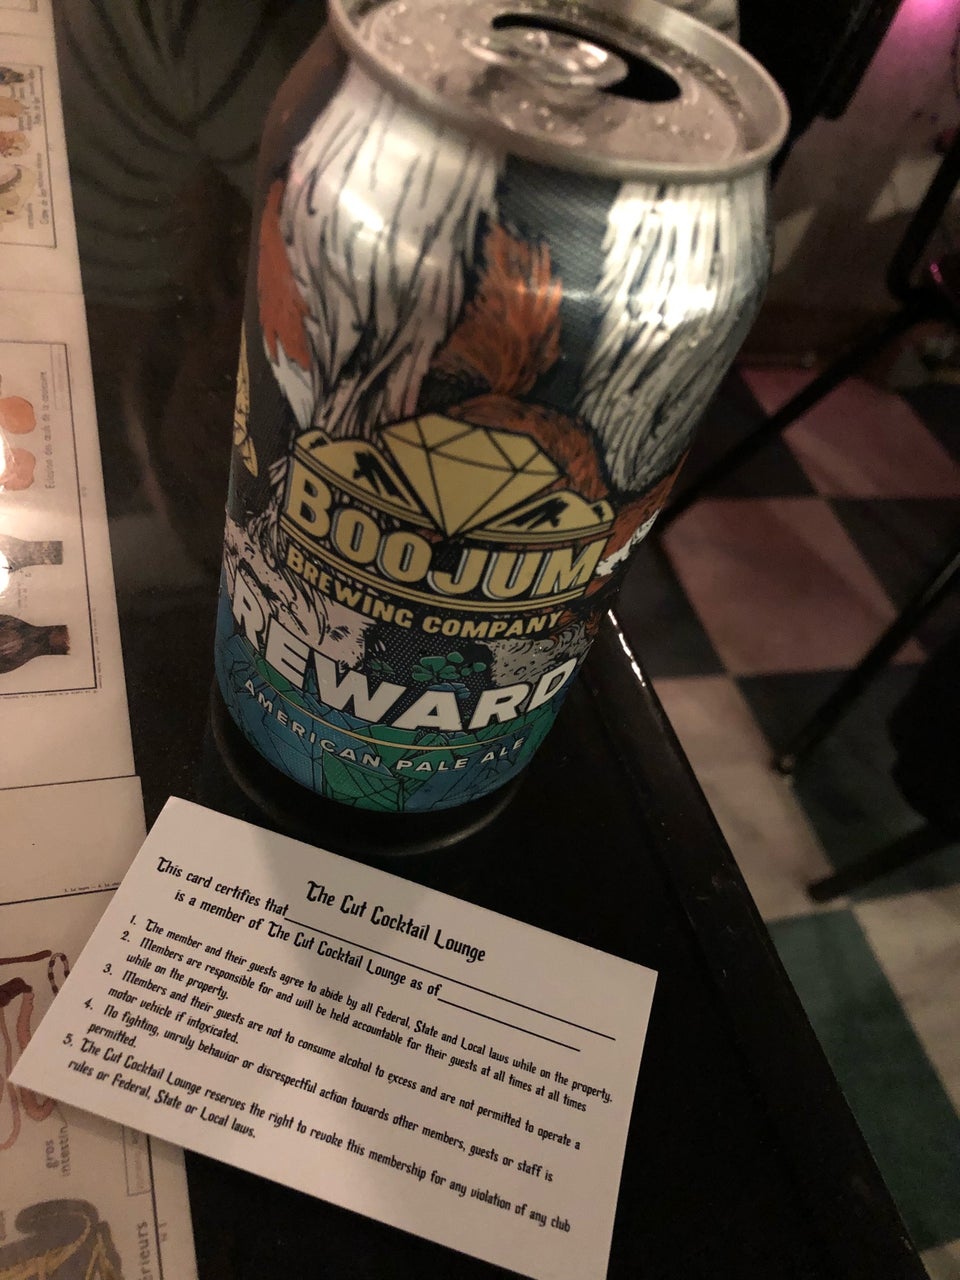 BOOJUM
BREWING COMPANY
REWARD
AMERICAN PALE ALE
The Cut Cocktail Lounge
This card certifies that
is a member of The Cut Cocktail Lounge as of
1. The member and their guests agree to abide by all Federal, State and Local laws while on the property.
2. Members are responsible for and will be held accountable for their guests at all times at all times
while on the property.
3. Members and their guests are not to consume alcohol to excess and are not permitted to operate a
motor vehicle if intoxicated.
4. No fighting, unruly behavior or disrespectful action towards other members, guests or staff is
permitted.
5. The Cut Cocktail Lounge reserves the right to revoke this membership for any violation of any club
rules or Federal, State or Local laws.
gros
intestin